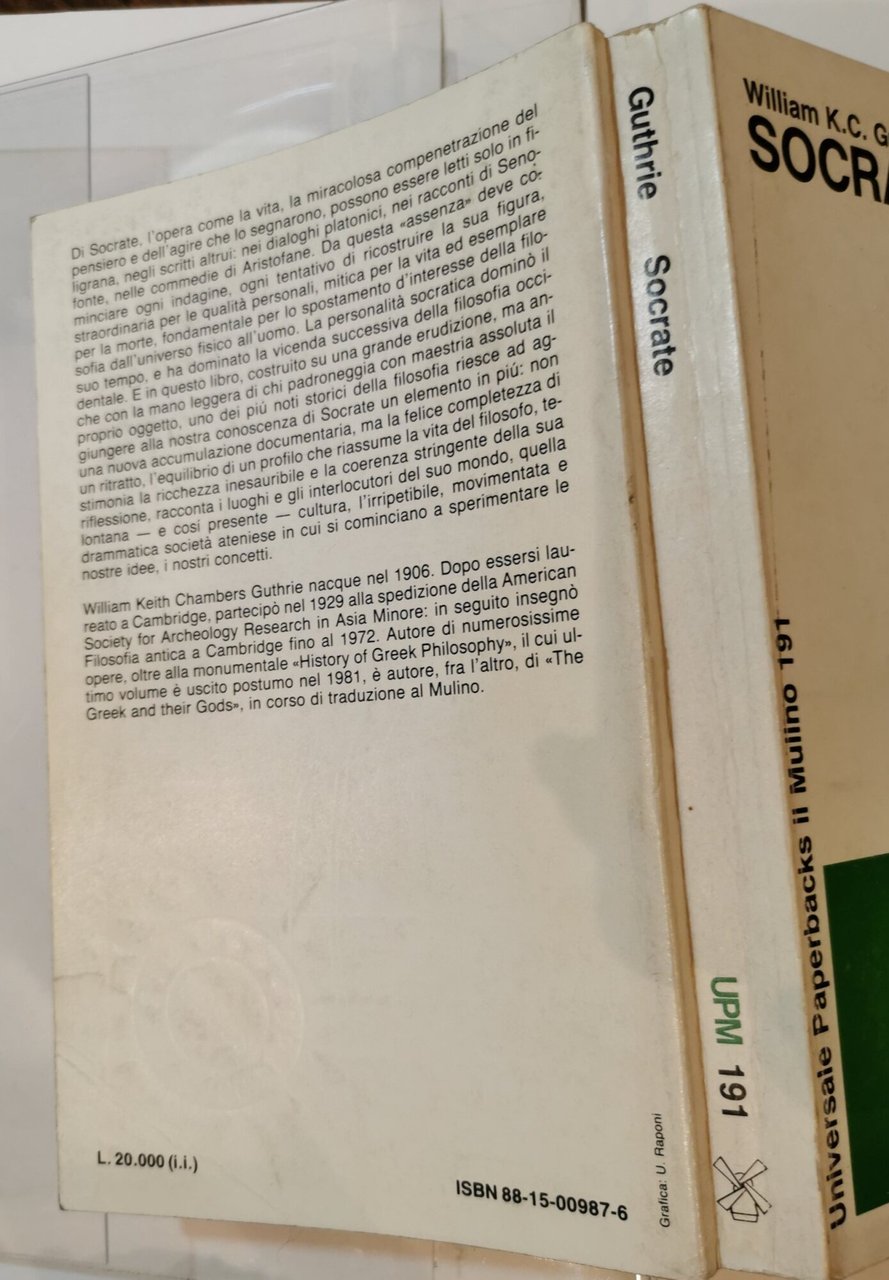 Di Socrate, l'opera come la vita, la miracolosa compenetrazione del
pensiero e dell'agire che lo segnarono, possono essere letti solo in fi-
ligrana, negli scritti altrui: nei dialoghi platonici, nei racconti di Seno-
fonte, nelle commedie di Aristofane. Da questa «assenza» deve co-
minciare ogni indagine, ogni tentativo di ricostruire la sua figura,
straordinaria per le qualità personali, mitica per la vita ed esemplare
per la morte, fondamentale per lo spostamento d'interesse della filo-
sofia dall'universo fisico all'uomo. La personalità socratica dominò il
suo tempo, e ha dominato la vicenda successiva della filosofia occi-
dentale. E in questo libro, costruito su una grande erudizione, ma an-
che con la mano leggera di chi padroneggia con maestria assoluta il
proprio oggetto, uno dei piú noti storici della filosofia riesce ad ag-
giungere alla nostra conoscenza di Socrate un elemento in piú: non
una nuova accumulazione documentaria, ma la felice completezza di
un ritratto, l'equilibrio di un profilo che riassume la vita del filosofo, te-
stimonia la ricchezza inesauribile e la coerenza stringente della sua
riflessione, racconta i luoghi e gli interlocutori del suo mondo, quella
lontana — e cosí presente — cultura, l'irripetibile, movimentata e
drammatica società ateniese in cui si cominciano a sperimentare le
nostre idee, i nostri concetti.
William Keith Chambers Guthrie nacque nel 1906. Dopo essersi lau-
reato a Cambridge, partecipò nel 1929 alla spedizione della American
Society for Archeology Research in Asia Minore: in seguito insegnò
Filosofia antica a Cambridge fino al 1972. Autore di numerosissime
opere, oltre alla monumentale «History of Greek Philosophy», il cui ul-
timo volume è uscito postumo nel 1981, è autore, fra l'altro, di «The
Greek and their Gods», in corso di traduzione al Mulino.
L. 20.000 (i.i.)
ISBN 88-15-00987-6
Grafica: U. Raponi
Guthrie Socrate
UPM 191
William K.C. G
SOCRA
Universale Paperbacks il Mulino 191